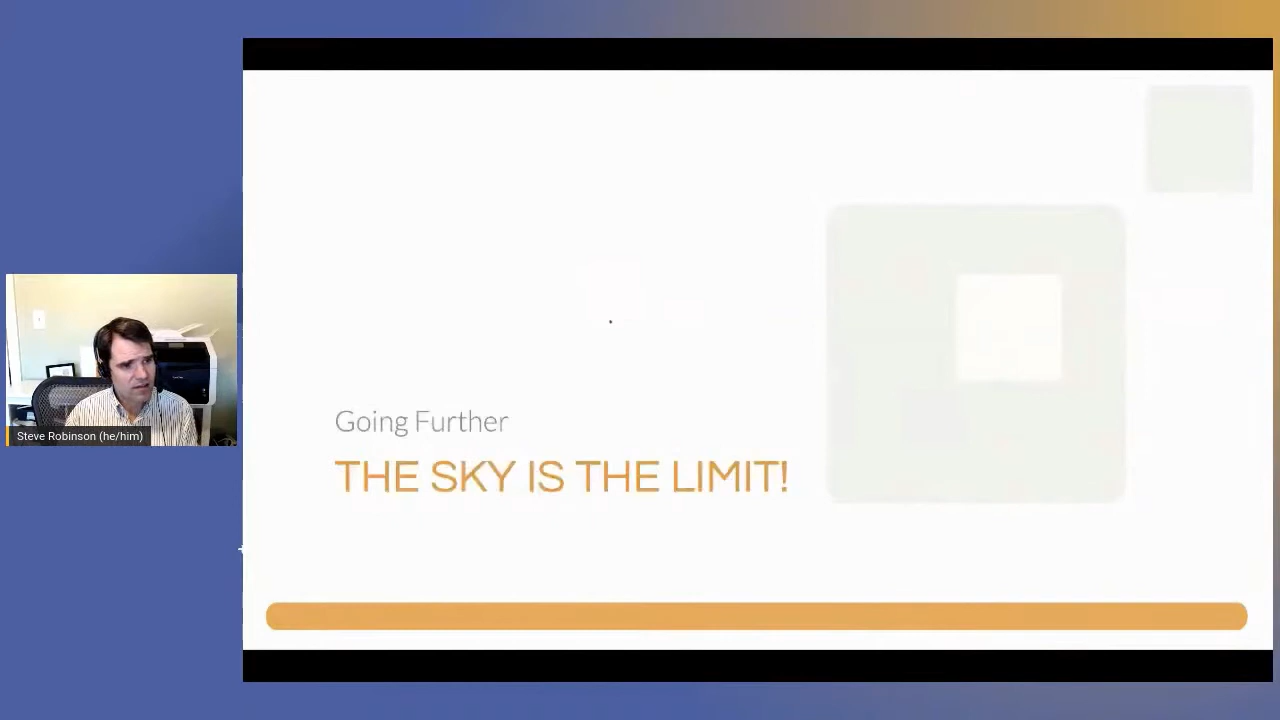 Going Further
THE SKY IS THE LIMIT!
Steve Robinson (he/him)